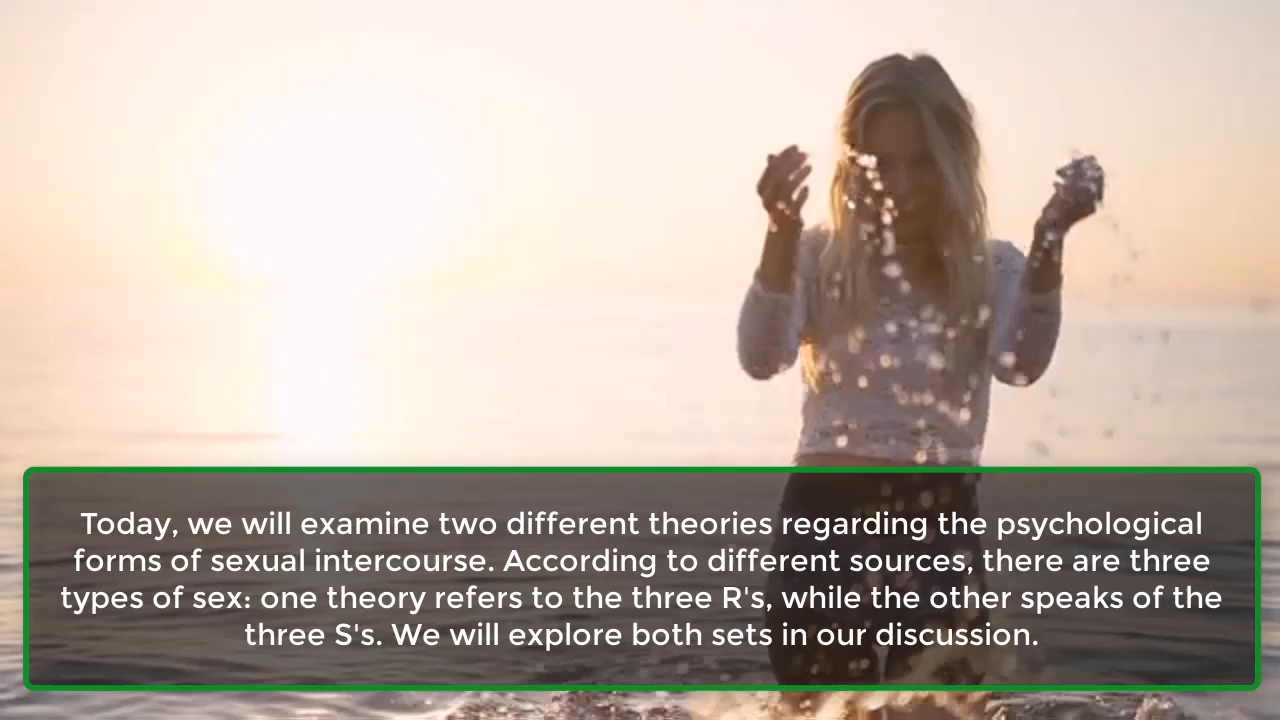 Today, we will examine two different theories regarding the psychological
forms of sexual intercourse. According to different sources, there are three
types of sex: one theory refers to the three R's, while the other speaks of the
three S's. We will explore both sets in our discussion.